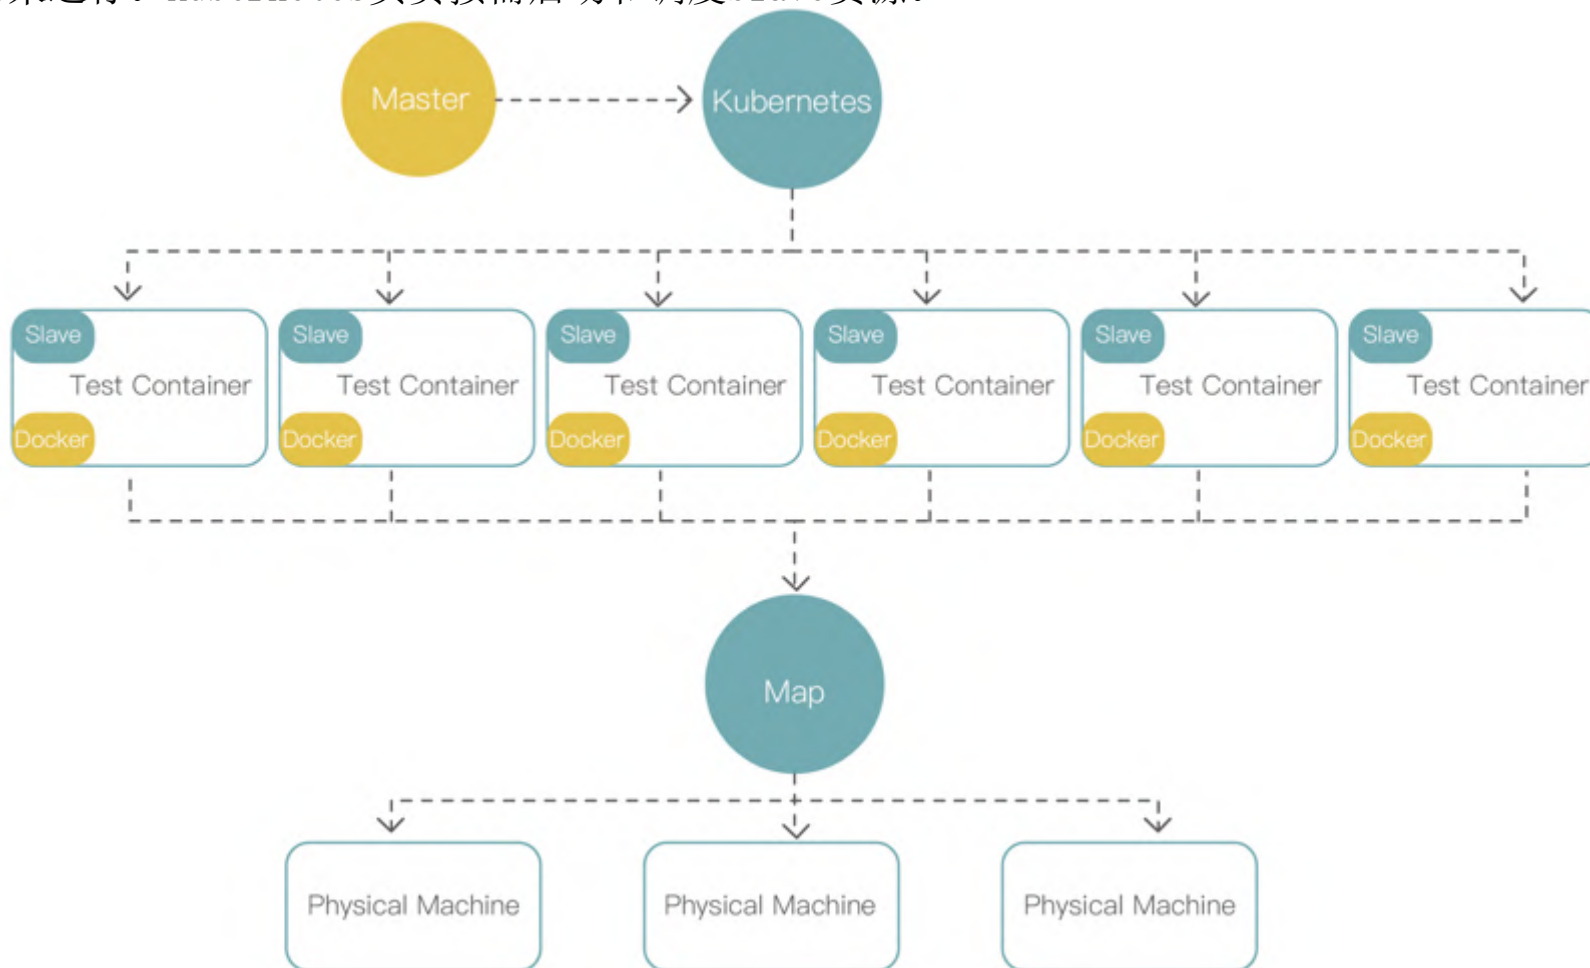 Master
Kubernetes
Slave Slave Slave Slave Slave Slave
Test Container Test Container Test Container Test Container Test Container Test Container
Docker Docker Docker Docker Docker Docker
Map
Physical Machine Physical Machine Physical Machine